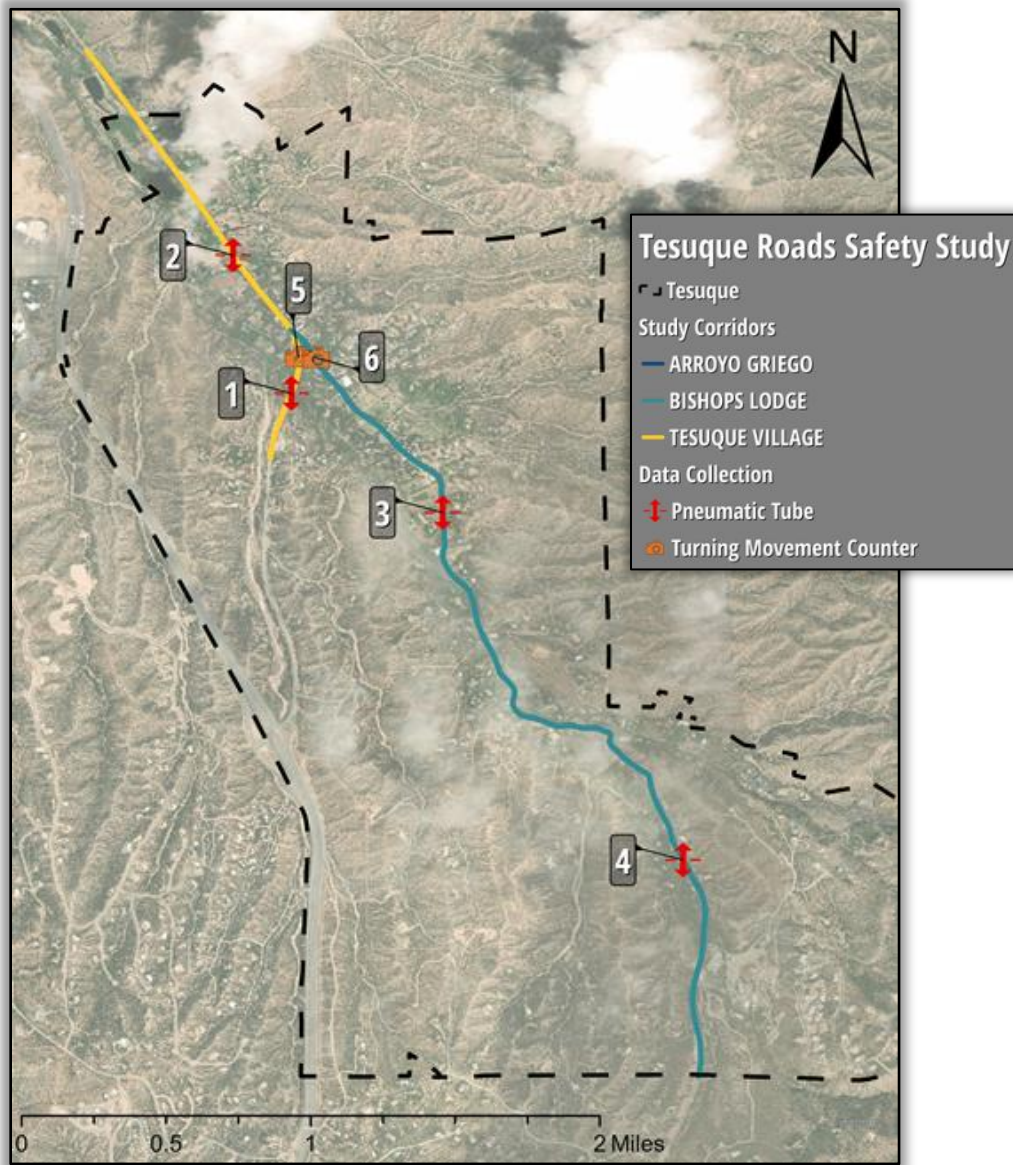 N
Tesuque Roads Safety Study
Tesuque
Study Corridors
ARROYO GRIEGO
BISHOPS LODGE
TESUQUE VILLAGE
Data Collection
Pneumatic Tube
Turning Movement Counter
2
5
6
1
3
4
0 0.5 1 2 Miles